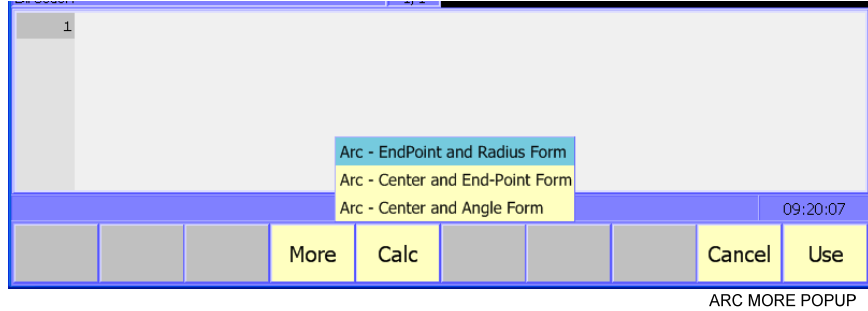 1
Arc - EndPoint and Radius Form
Arc - Center and End-Point Form
Arc - Center and Angle Form
09:20:07
More Calc Cancel Use
ARC MORE POPUP